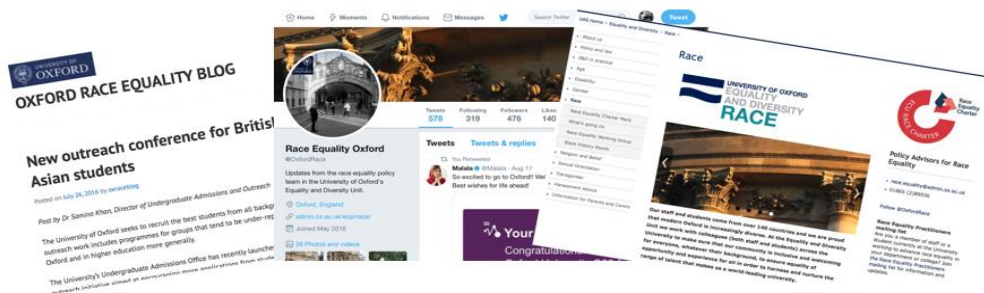 UNIVERSITY OF
OXFORD
OXFORD RACE EQUALITY BLOG
New outreach conference for British
Asian students
Posted on July 26, 2016 by oxraceblog
Post by Dr Samina Khan, Director of Undergraduate Admissions and Outreach
The University of Oxford seeks to recruit the best students from all
outreach work includes programmes for groups that tend to be
Oxford and in higher education more generally.
The University's Undergraduate Admissions Office has recently launched
outreach initiative aimed at encouraging more applications from
Home
Moments
Notifications
Messages
Search Twitter
Tweet
Tweets
Following
Followers
Likes
578
319
476
140
Race Equality Oxford
@OxfordRace
Updates from the race equality policy
team in the University of Oxford's
Equality and Diversity Unit.
Oxford, England
admin.ox.ac.uk/eop/race/
Joined May 2016
26 Photos and videos
Tweets
Tweets & replies
You Retweeted
Malala @Malala · Aug 17
So excited to go to Oxford!!
Best wishes for life ahead!
Your
UAS Home > Equality and Diversity > Race >
About us
Policy and law
E&D in practice
Age
Disability
Gender
Race
Race Equality Charter Mark
What's going on
Race Equality Working Group
Black History Month
Religion and Belief
Sexual Orientation
Transgender
Harassment Advice
Information for Parents and Carers
Race
UNIVERSITY OF OXFORD
EQUALITY
AND DIVERSITY
RACE
Our staff and students come from over 140 countries and we are proud
that modern Oxford is increasingly diverse. At the Equality and Diversity
Unit we work with colleagues (both staff and students) across the
University to make sure that our community is inclusive and welcoming
for everyone, whatever their background, to ensure equality of
opportunity and experience for all in order to harness and nurture the
range of talent that makes us a world-leading university.
ECU RACE CHARTER
Race
Equality
Charter
Policy Advisors for Race
Equality
race.equality@admin.ox.ac.uk
Follow @OxfordRace
Race Equality Practitioners
mailing list
Are you a member of staff or a
student currently at the University
working to advance race equality in
your department or college? Join
the Race Equality Practitioners
mailing list for information and
updates.